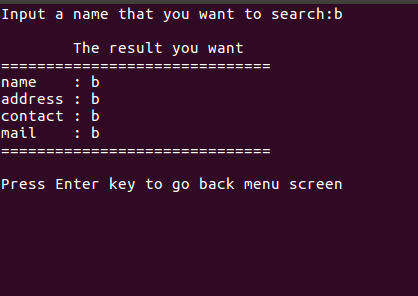 Input a name that you want to search:b
The result you want
==============================
name    : b
address : b
contact : b
mail    : b
==============================
Press Enter key to go back menu screen